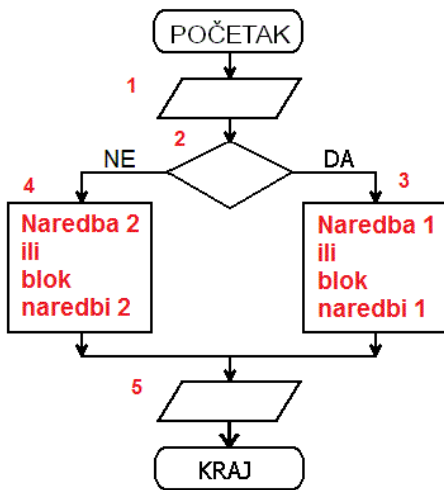 POČETAK
1
2
NE
DA
4
3
Naredba 2
ili
blok
naredbi 2
Naredba 1
ili
blok
naredbi 1
5
KRAJ